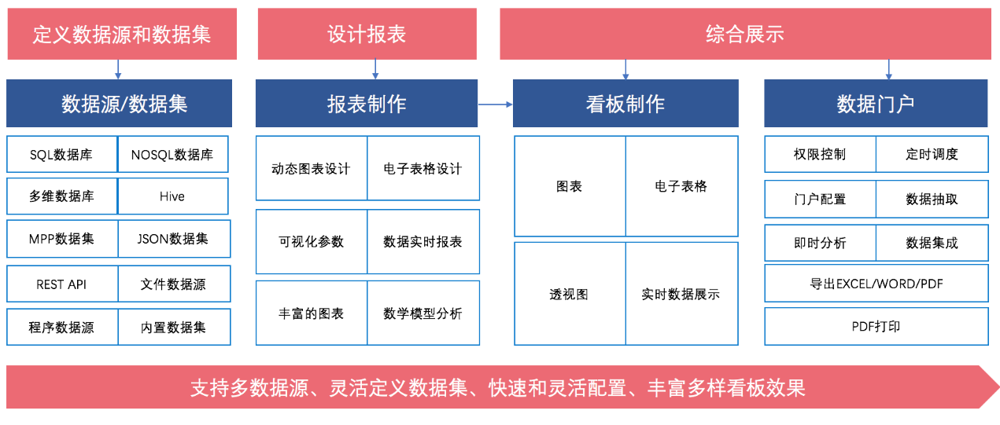 定义数据源和数据集
设计报表
综合展示
数据源/数据集
报表制作
看板制作
数据门户
SQL数据库
NOSQL数据库
多维数据库
Hive
MPP数据集
JSON数据集
REST API
文件数据源
程序数据源
内置数据集
动态图表设计
电子表格设计
可视化参数
数据实时报表
丰富的图表
数学模型分析
图表
电子表格
透视图
实时数据展示
权限控制
定时调度
门户配置
数据抽取
即时分析
数据集成
导出EXCEL/WORD/PDF
PDF打印
支持多数据源、灵活定义数据集、快速和灵活配置、丰富多样看板效果